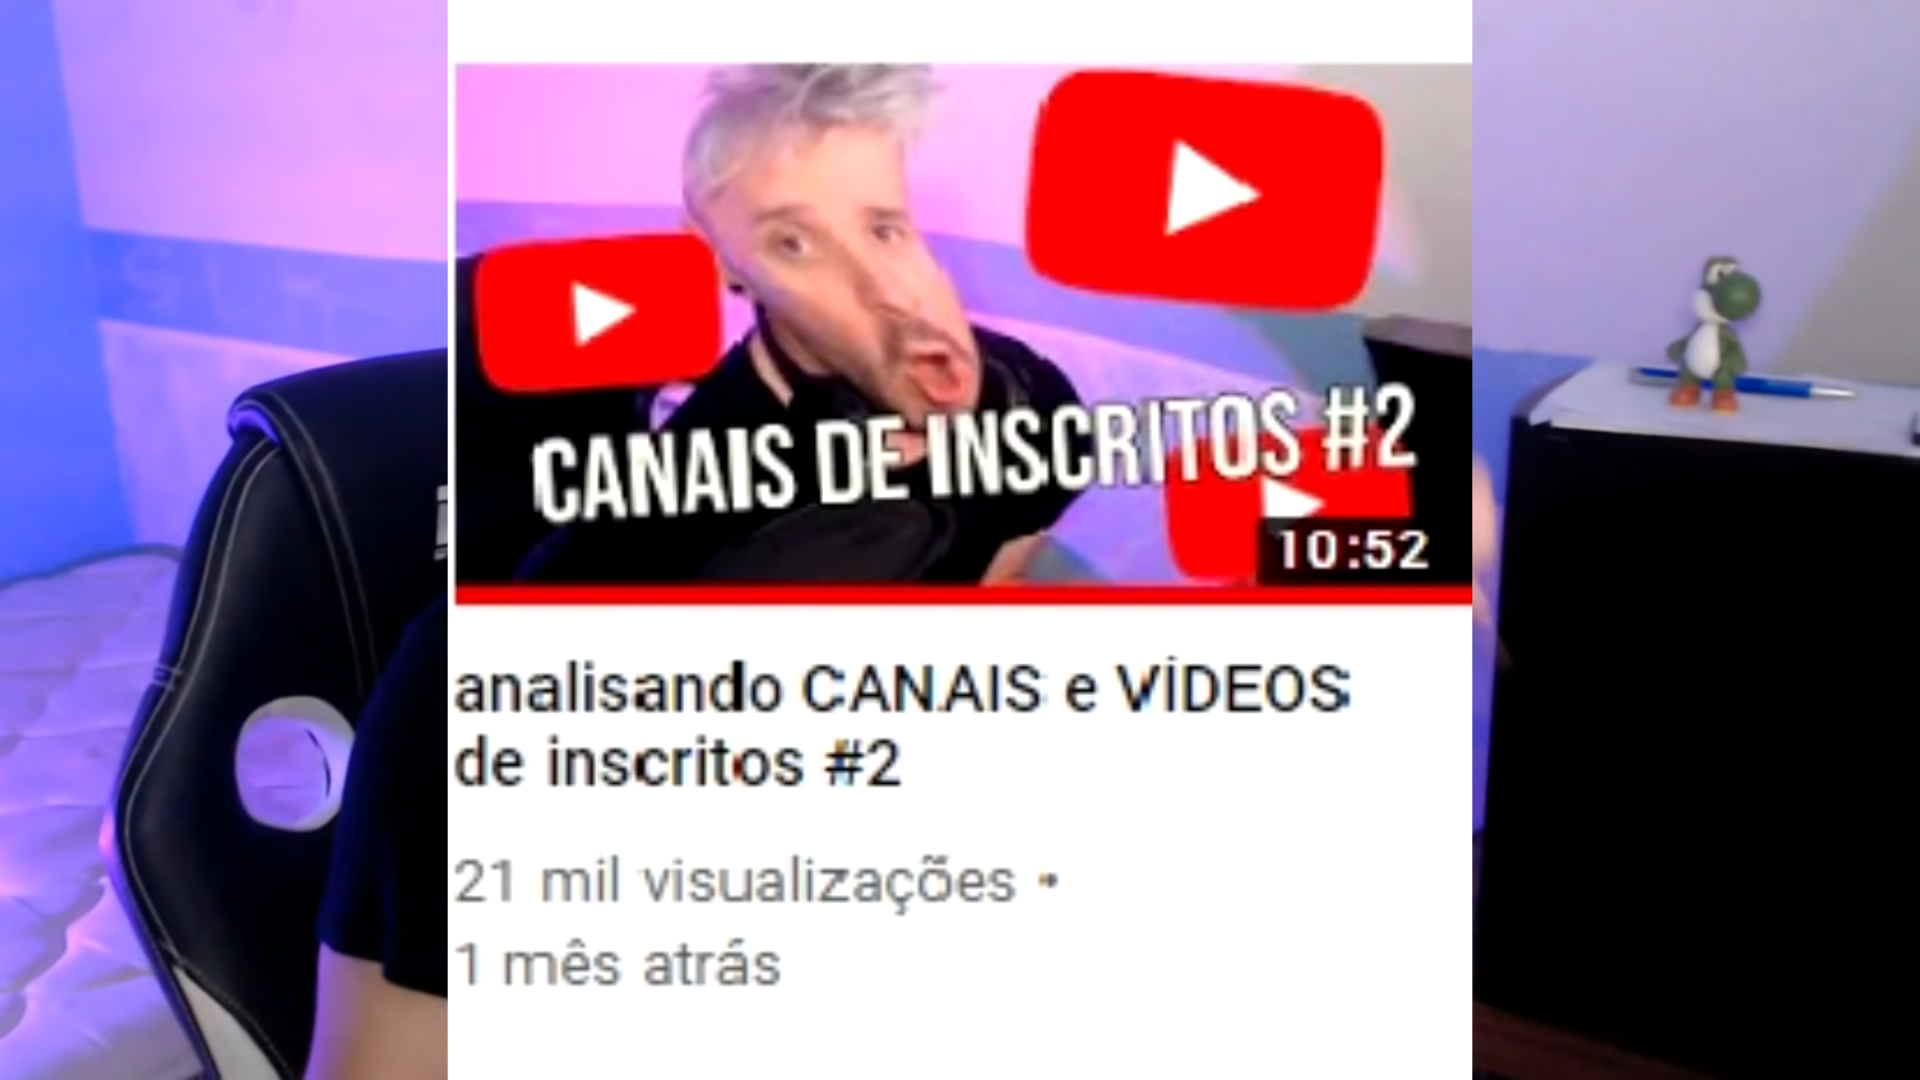 CANAIS DE INSCRITOS #2
10:52
analisando CANAIS e VÍDEOS
de inscritos #2
21 mil visualizações •
1 mês atrás